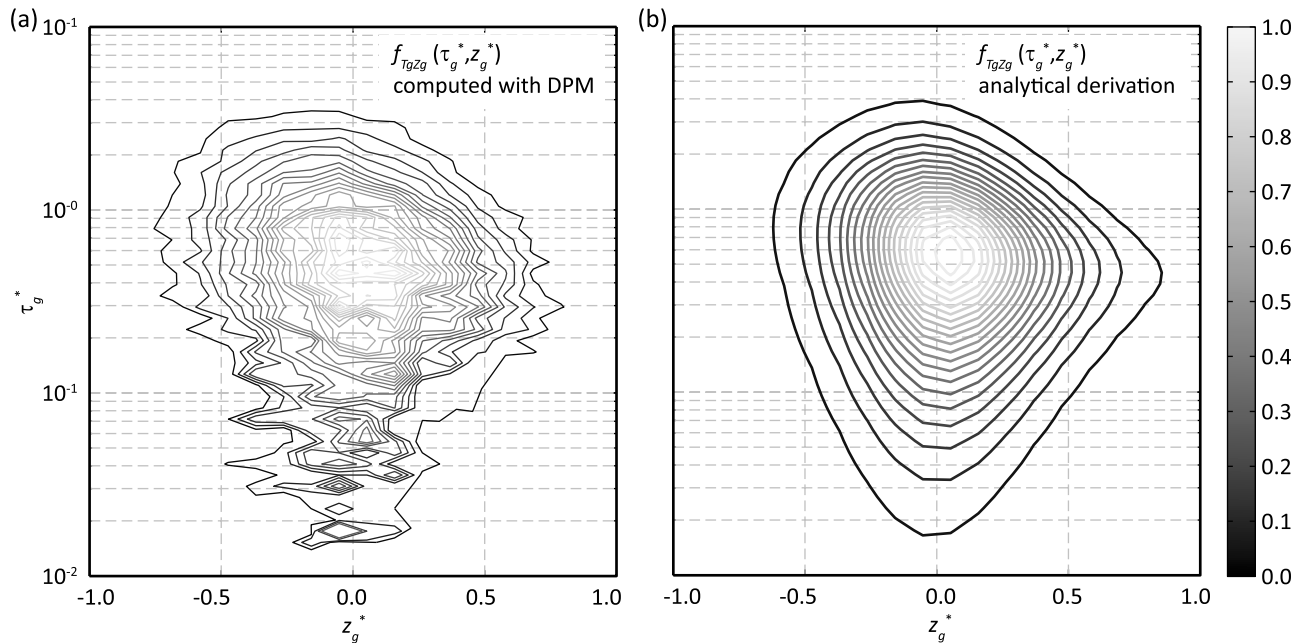 (a)
10⁻¹
f_TgZg (τ_g*,z_g*)
computed with DPM
10⁻⁰
τ_g*
10⁻¹
10⁻²
-1.0 -0.5 0.0 0.5 1.0
z_g*
(b)
f_TgZg (τ_g*,z_g*)
analytical derivation
-1.0 -0.5 0.0 0.5 1.0
z_g*
1.0
0.9
0.8
0.7
0.6
0.5
0.4
0.3
0.2
0.1
0.0